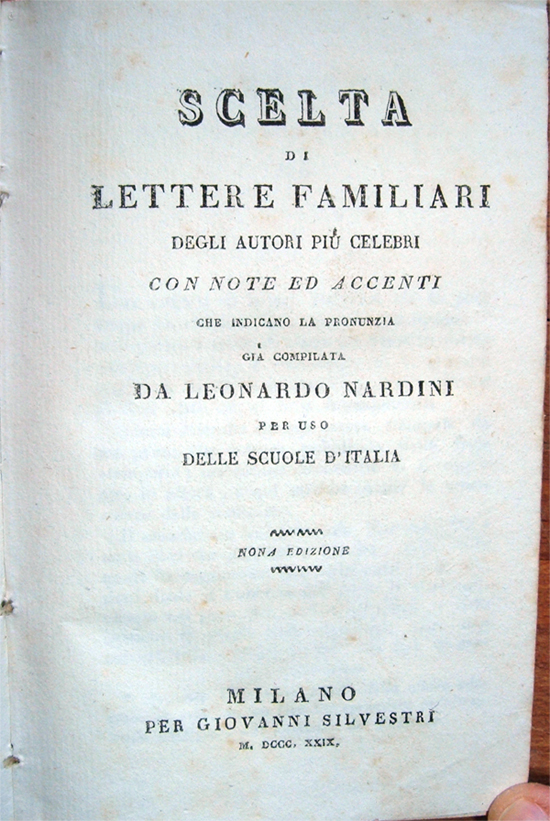 SCELTA
DI
LETTERE FAMILIARI
DEGLI AUTORI PIÙ CELEBRI
CON NOTE ED ACCENTI
CHE INDICANO LA PRONUNZIA
GIÀ COMPILATA
DA LEONARDO NARDINI
PER USO
DELLE SCUOLE D'ITALIA
NONA EDIZIONE
MILANO
PER GIOVANNI SILVESTRI
M. DCCC. XXIX.